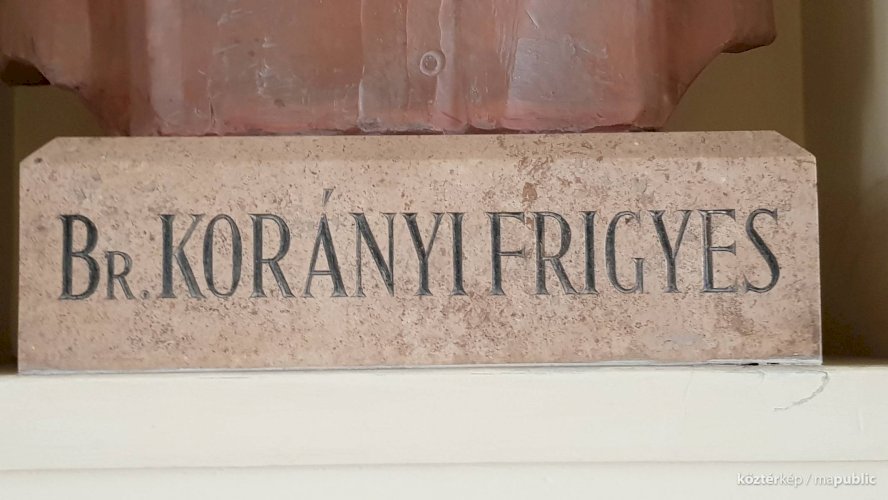 Br. KORÁNYI FRIGYES
köztérkép / mapublic